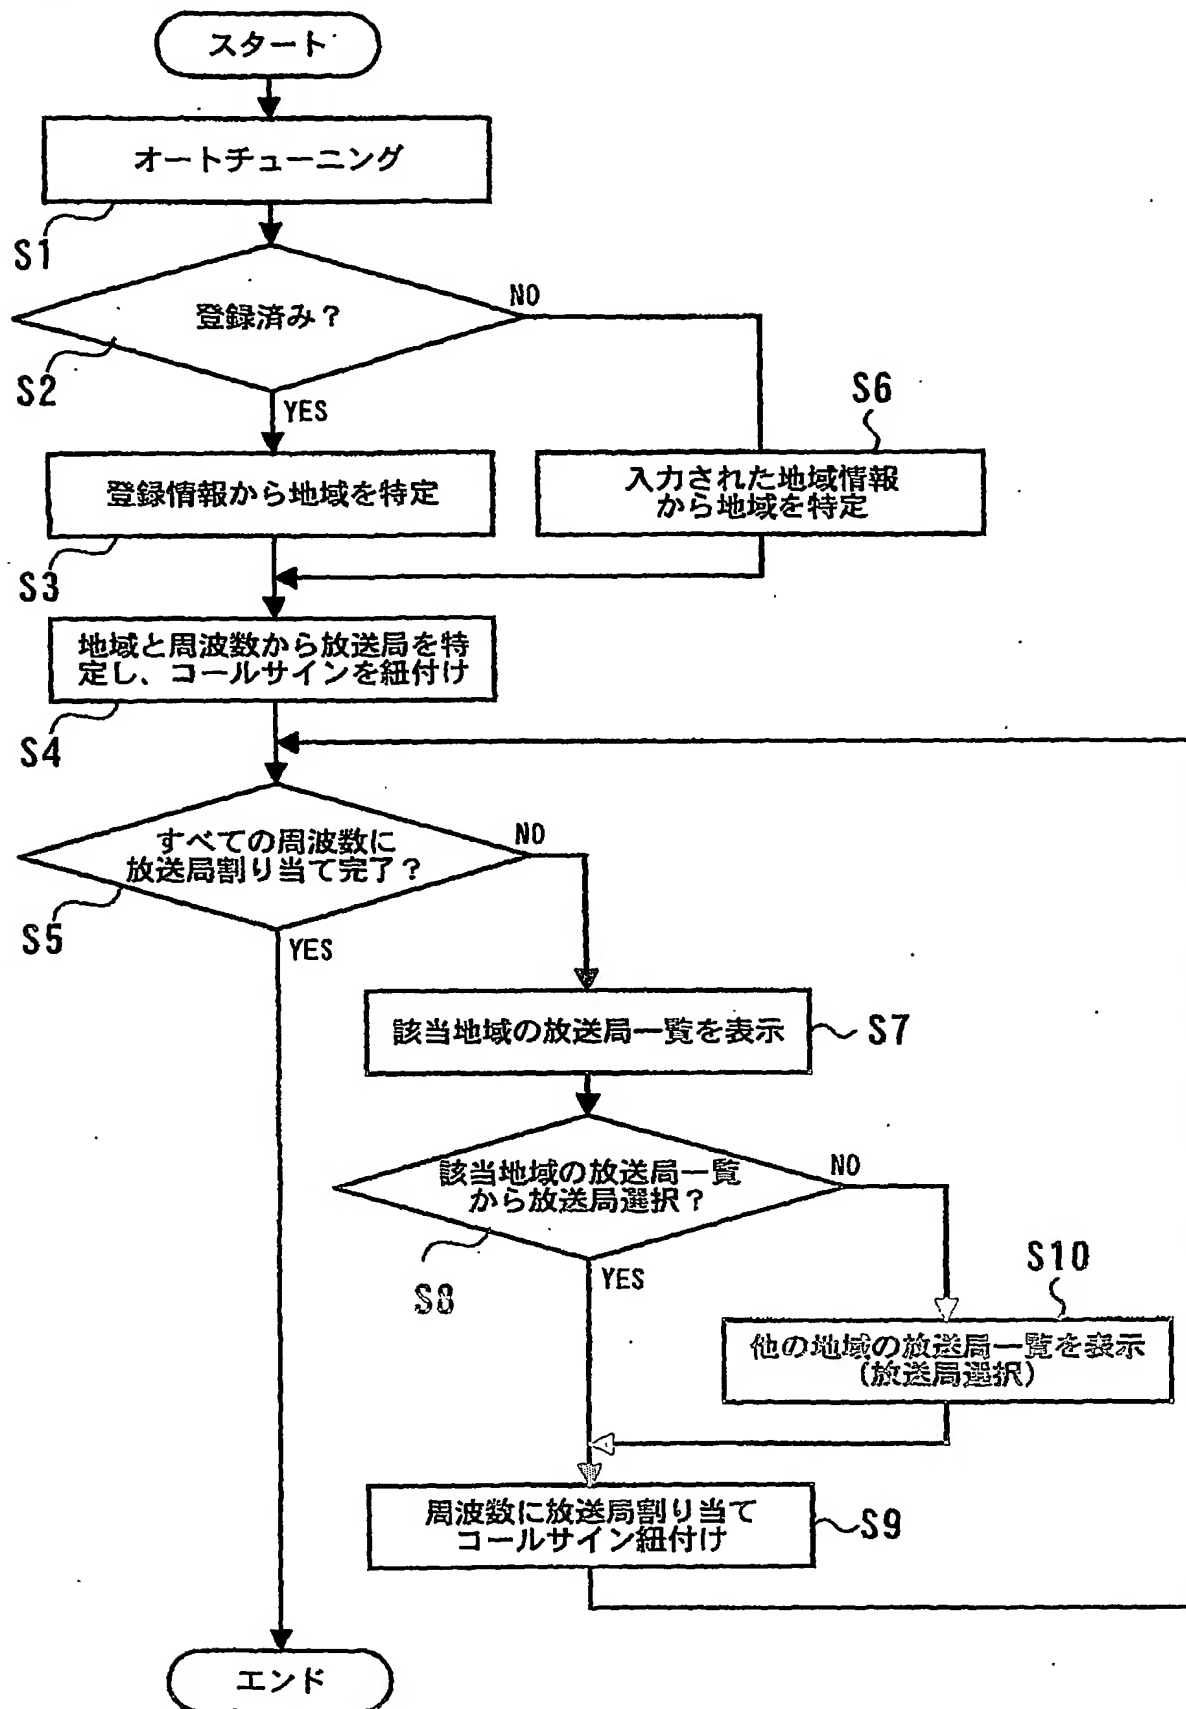 スタート
オートチューニング
S1
登録済み？
NO
S2
YES
S6
登録情報から地域を特定
入力された地域情報
から地域を特定
S3
地域と周波数から放送局を特
定し、コールサインを紐付け
S4
すべての周波数に
放送局割り当て完了？
NO
S5
YES
該当地域の放送局一覧を表示
S7
該当地域の放送局一覧
から放送局選択？
NO
S8
YES
S10
他の地域の放送局一覧を表示
(放送局選択)
周波数に放送局割り当て
コールサイン紐付け
S9
エンド